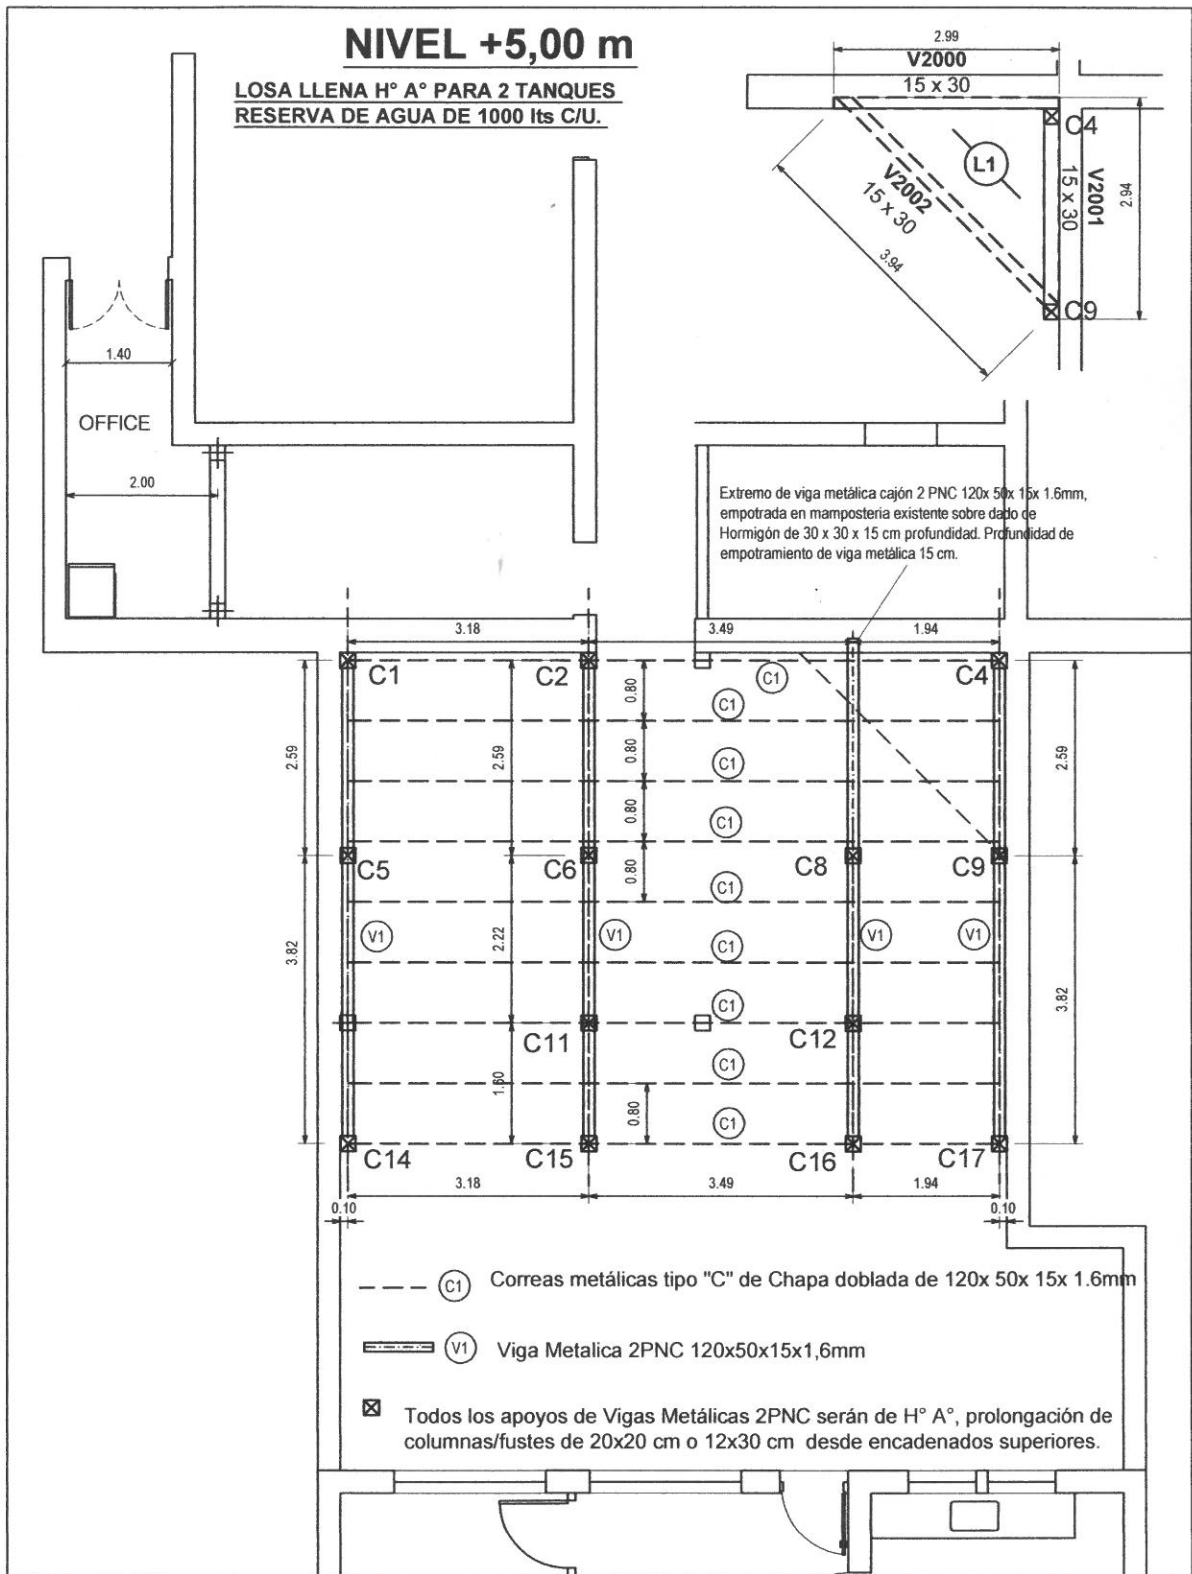 NIVEL +5,00 m
LOSA LLENA H° A° PARA 2 TANQUES
RESERVA DE AGUA DE 1000 lts C/U.
2.99
V2000
15 x 30
C4
L1
V2001
15 x 30
2.94
V2002
15 x 30
3.94
C9
1.40
OFFICE
2.00
Extremo de viga metálica cajón 2 PNC 120x 50x 15x 1.6mm,
empotrada en mamposteria existente sobre dado de
Hormigón de 30 x 30 x 15 cm profundidad. Profundidad de
empotramiento de viga metálica 15 cm.
3.18
3.49
1.94
C1
C2
C1
C4
0.80
C1
2.59
2.59
0.80
C1
2.59
0.80
C1
C5
C6
0.80
C1
C8
C9
V1
V1
C1
V1
V1
3.82
2.22
3.82
C1
C11
C12
C1
1.60
0.80
C1
C14
C15
C16
C17
3.18
3.49
1.94
0.10
0.10
C1
Correas metálicas tipo "C" de Chapa doblada de 120x 50x 15x 1.6mm
V1
Viga Metalica 2PNC 120x50x15x1,6mm
Todos los apoyos de Vigas Metálicas 2PNC serán de H° A°, prolongación de
columnas/fustes de 20x20 cm o 12x30 cm desde encadenados superiores.